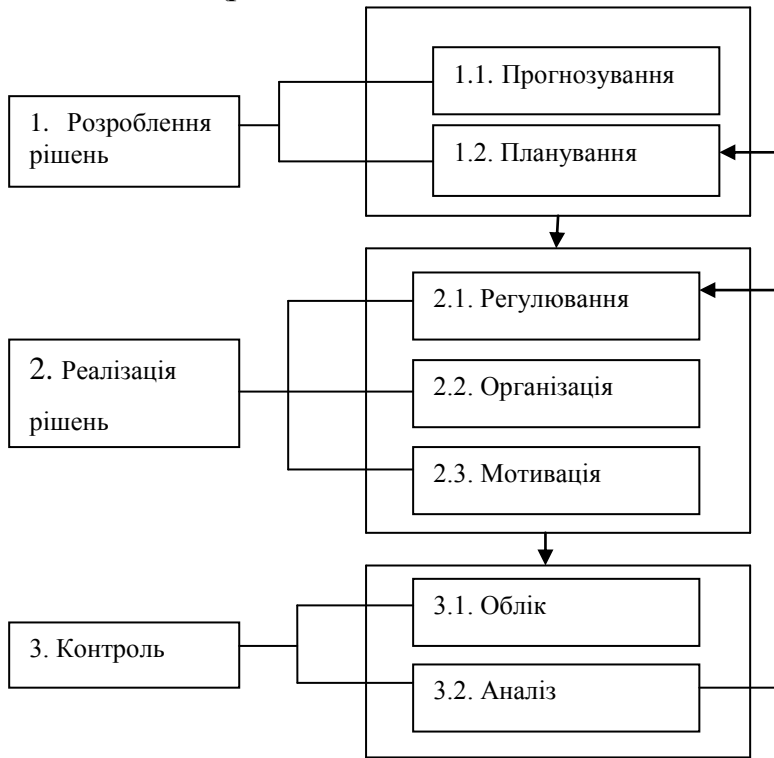 1.1. Прогнозування
1. Розроблення
рішень
1.2. Планування
2.1. Регулювання
2. Реалізація
рішень
2.2. Організація
2.3. Мотивація
3.1. Облік
3. Контроль
3.2. Аналіз